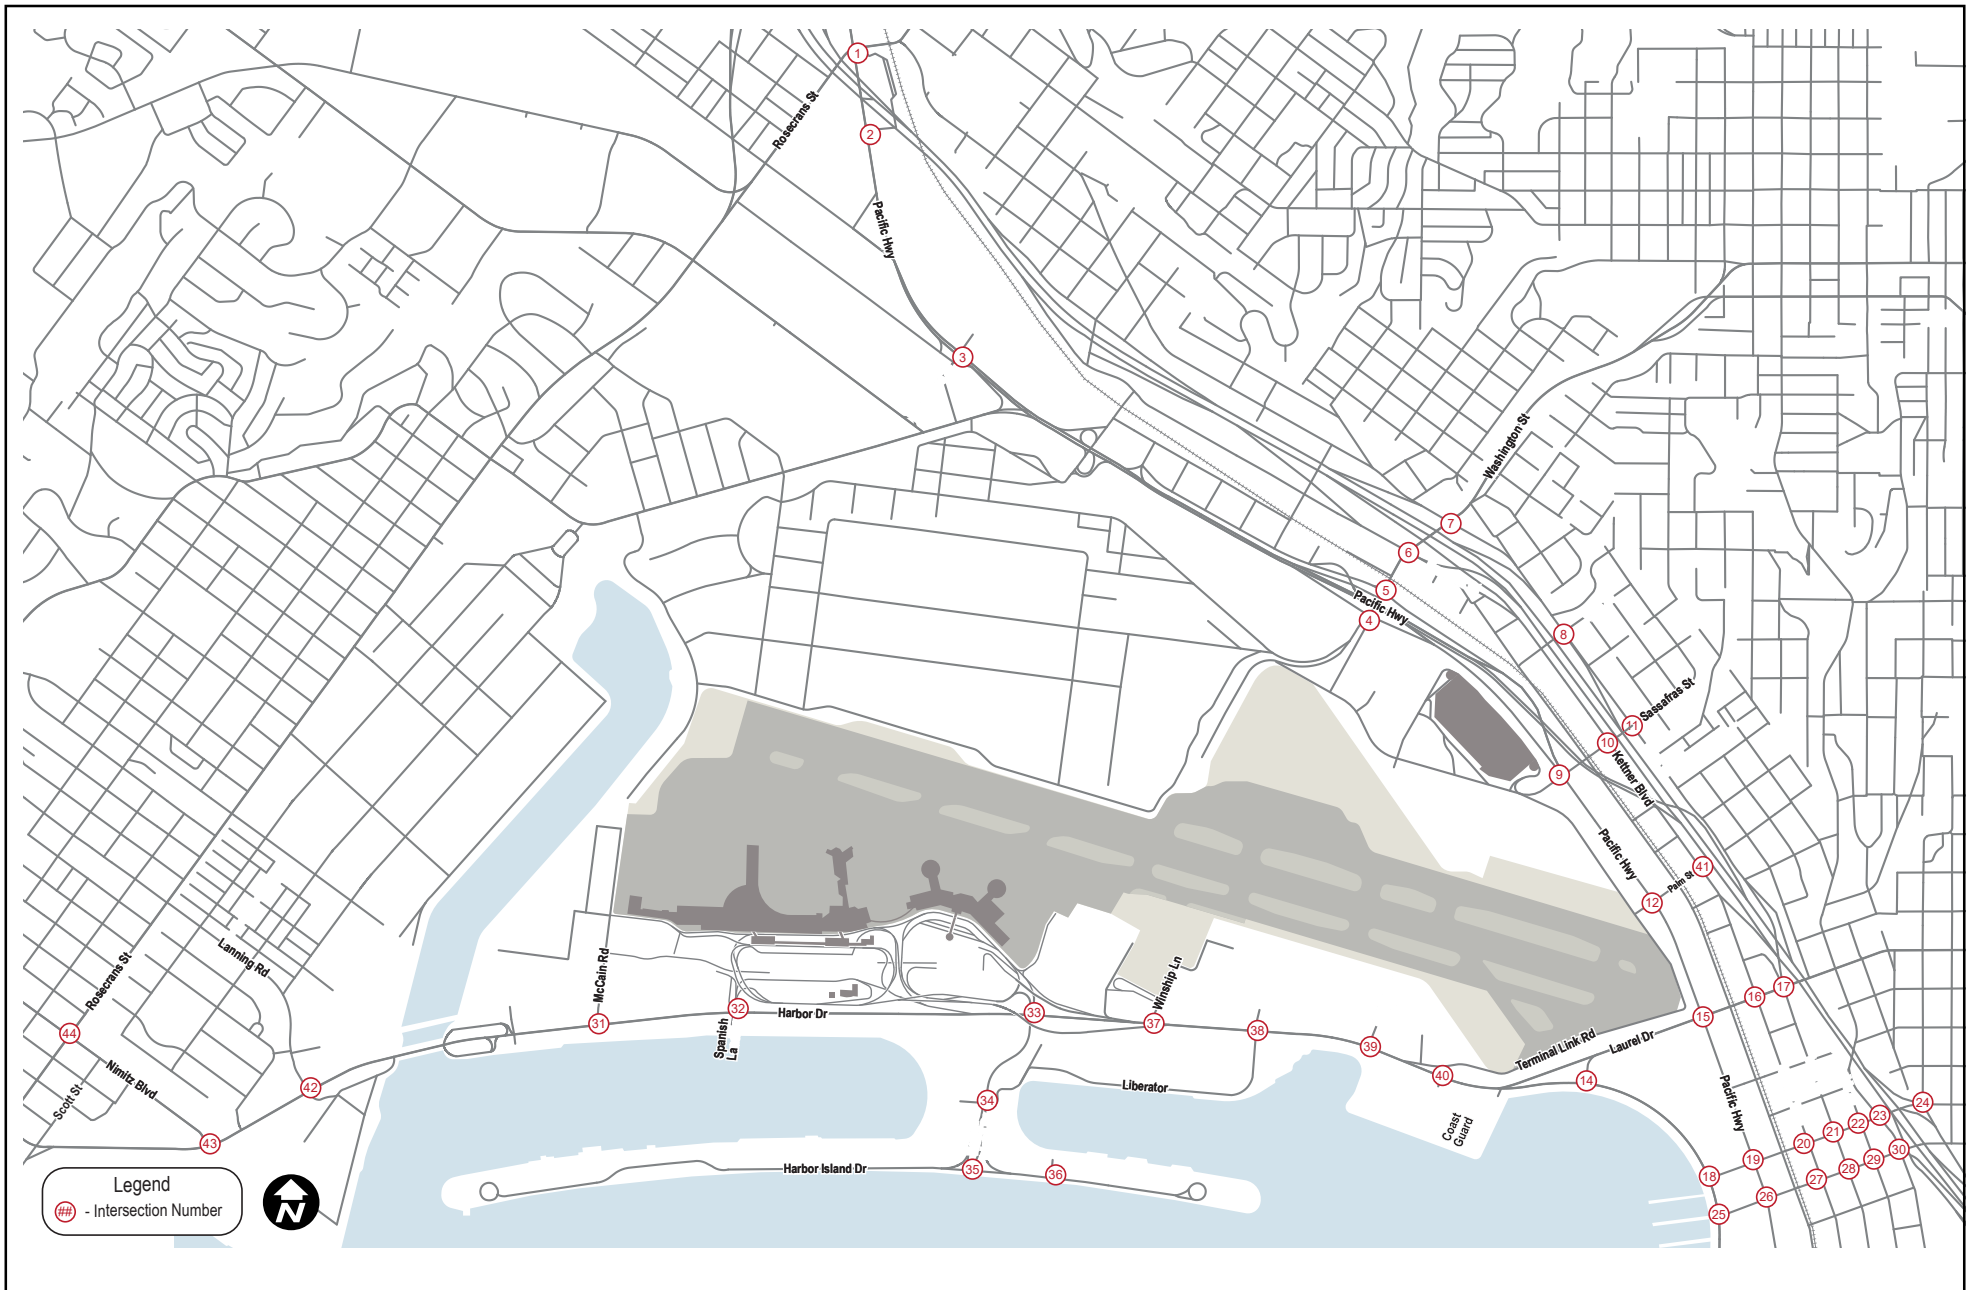 1
Rosecrans St
2
Pacific Hwy
3
Washington St
7
6
5
Pacific Hwy
4
8
Sassafras St
11
10
Kettner Blvd
9
Pacific Hwy
41
Palm St
12
Lanning Rd
Rosecrans St
McCain Rd
Winship Ln
17
16
15
44
31
32
Harbor Dr
33
37
38
39
Spanish
La
Terminal Link Rd
Laurel Dr
Nimitz Blvd
Scott St
42
40
14
Liberator
34
Pacific Hwy
24
23
22
21
20
Coast
Guard
43
30
29
28
27
19
18
26
25
Harbor Island Dr
35
36
Legend
## - Intersection Number
N